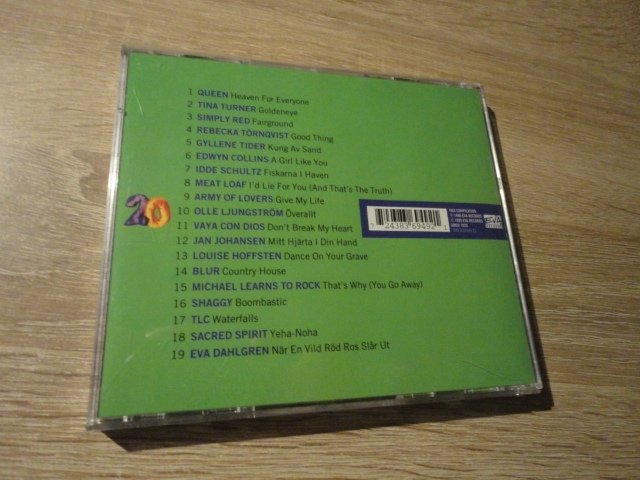 1 QUEEN Heaven For Everyone
2 TINA TURNER Goldeneye
3 SIMPLY RED Fairground
4 REBECKA TÖRNQVIST Good Thing
5 GYLLENE TIDER Kung Av Sand
6 EDWYN COLLINS A Girl Like You
7 IDDE SCHULTZ Fiskarna I Haven
8 MEAT LOAF I'd Lie For You (And That's The Truth)
9 ARMY OF LOVERS Give My Life
10 OLLE LJUNGSTRÖM Överallt
11 VAYA CON DIOS Don't Break My Heart
12 JAN JOHANSEN Mitt Hjärta I Din Hand
13 LOUISE HOFFSTEN Dance On Your Grave
14 BLUR Country House
15 MICHAEL LEARNS TO ROCK That's Why (You Go Away)
16 SHAGGY Boombastic
17 TLC Waterfalls
18 SACRED SPIRIT Yeha-Noha
19 EVA DAHLGREN När En Vild Röd Ros Slår Ut
20
7 24383 69492 1
EVA